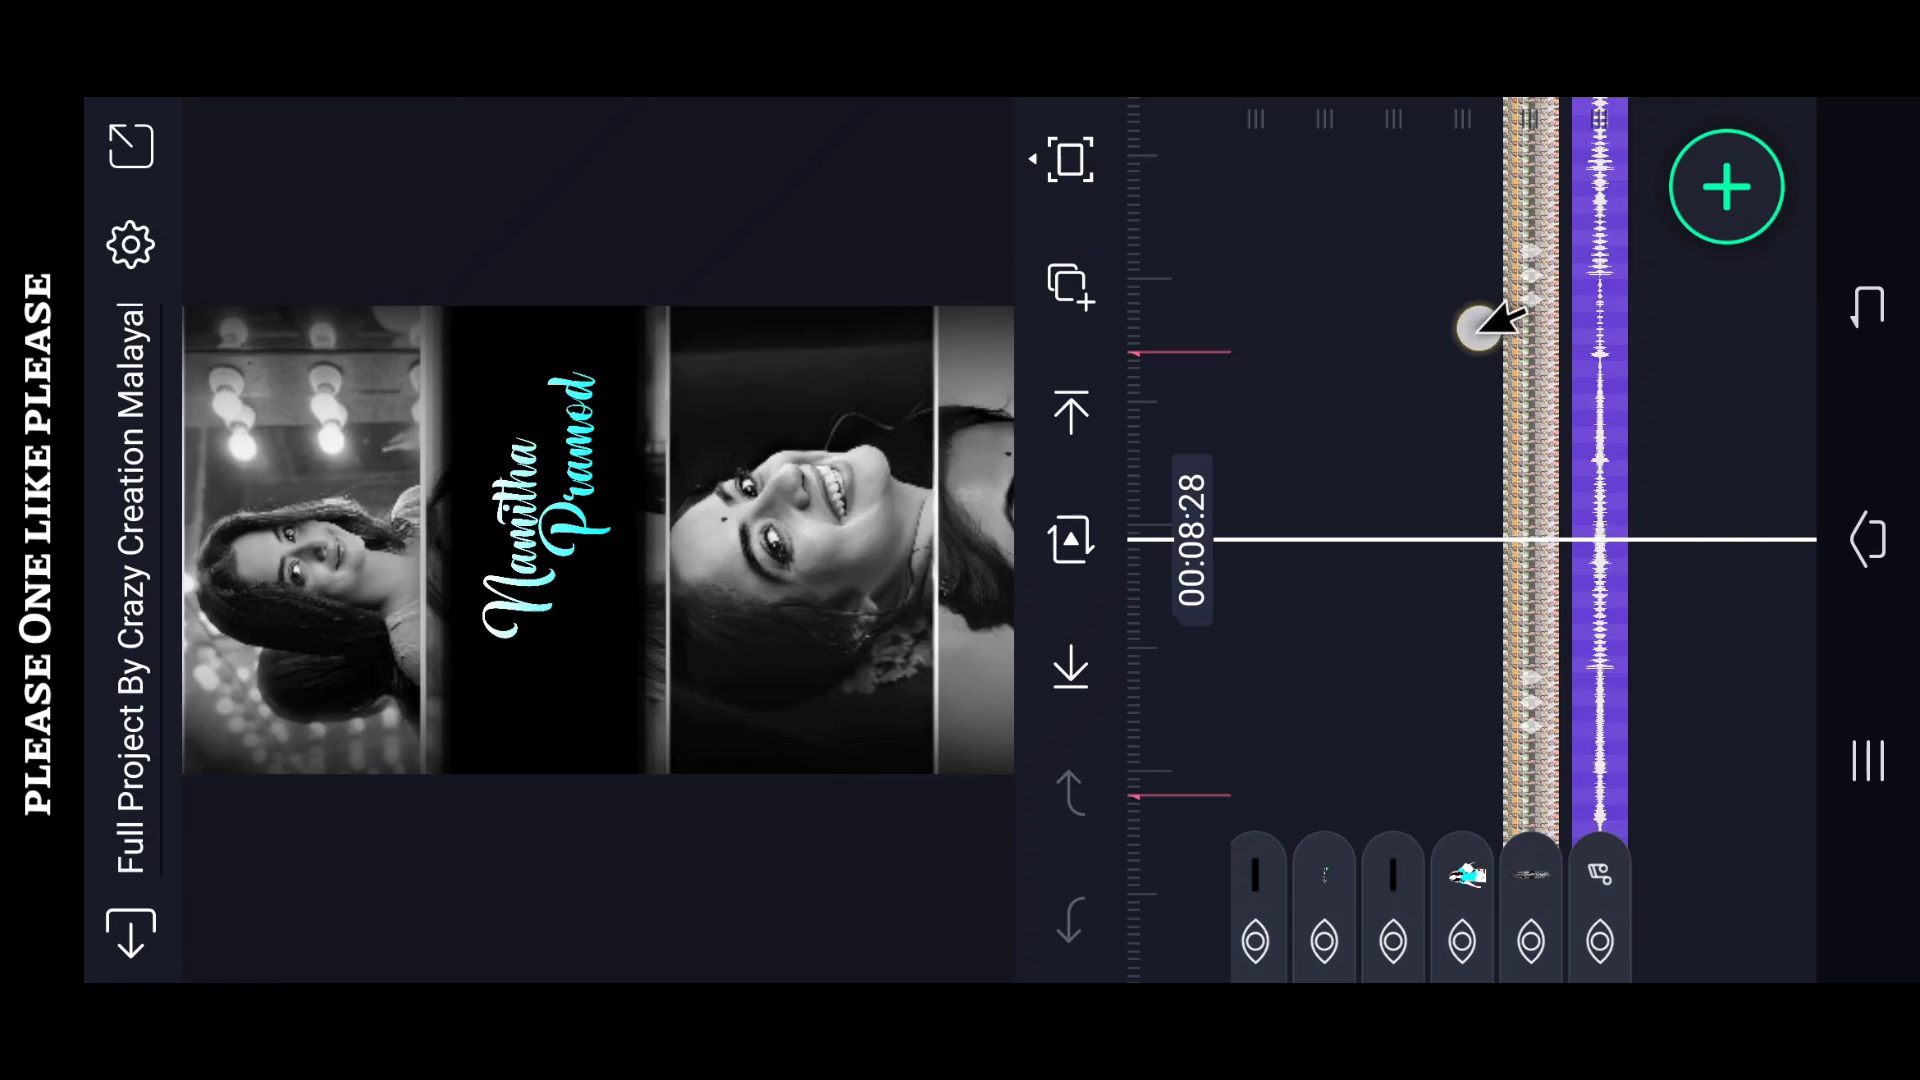 PLEASE ONE LIKE PLEASE
Full Project By Crazy Creation Malayal
Namitha
Pramod
00:08:28